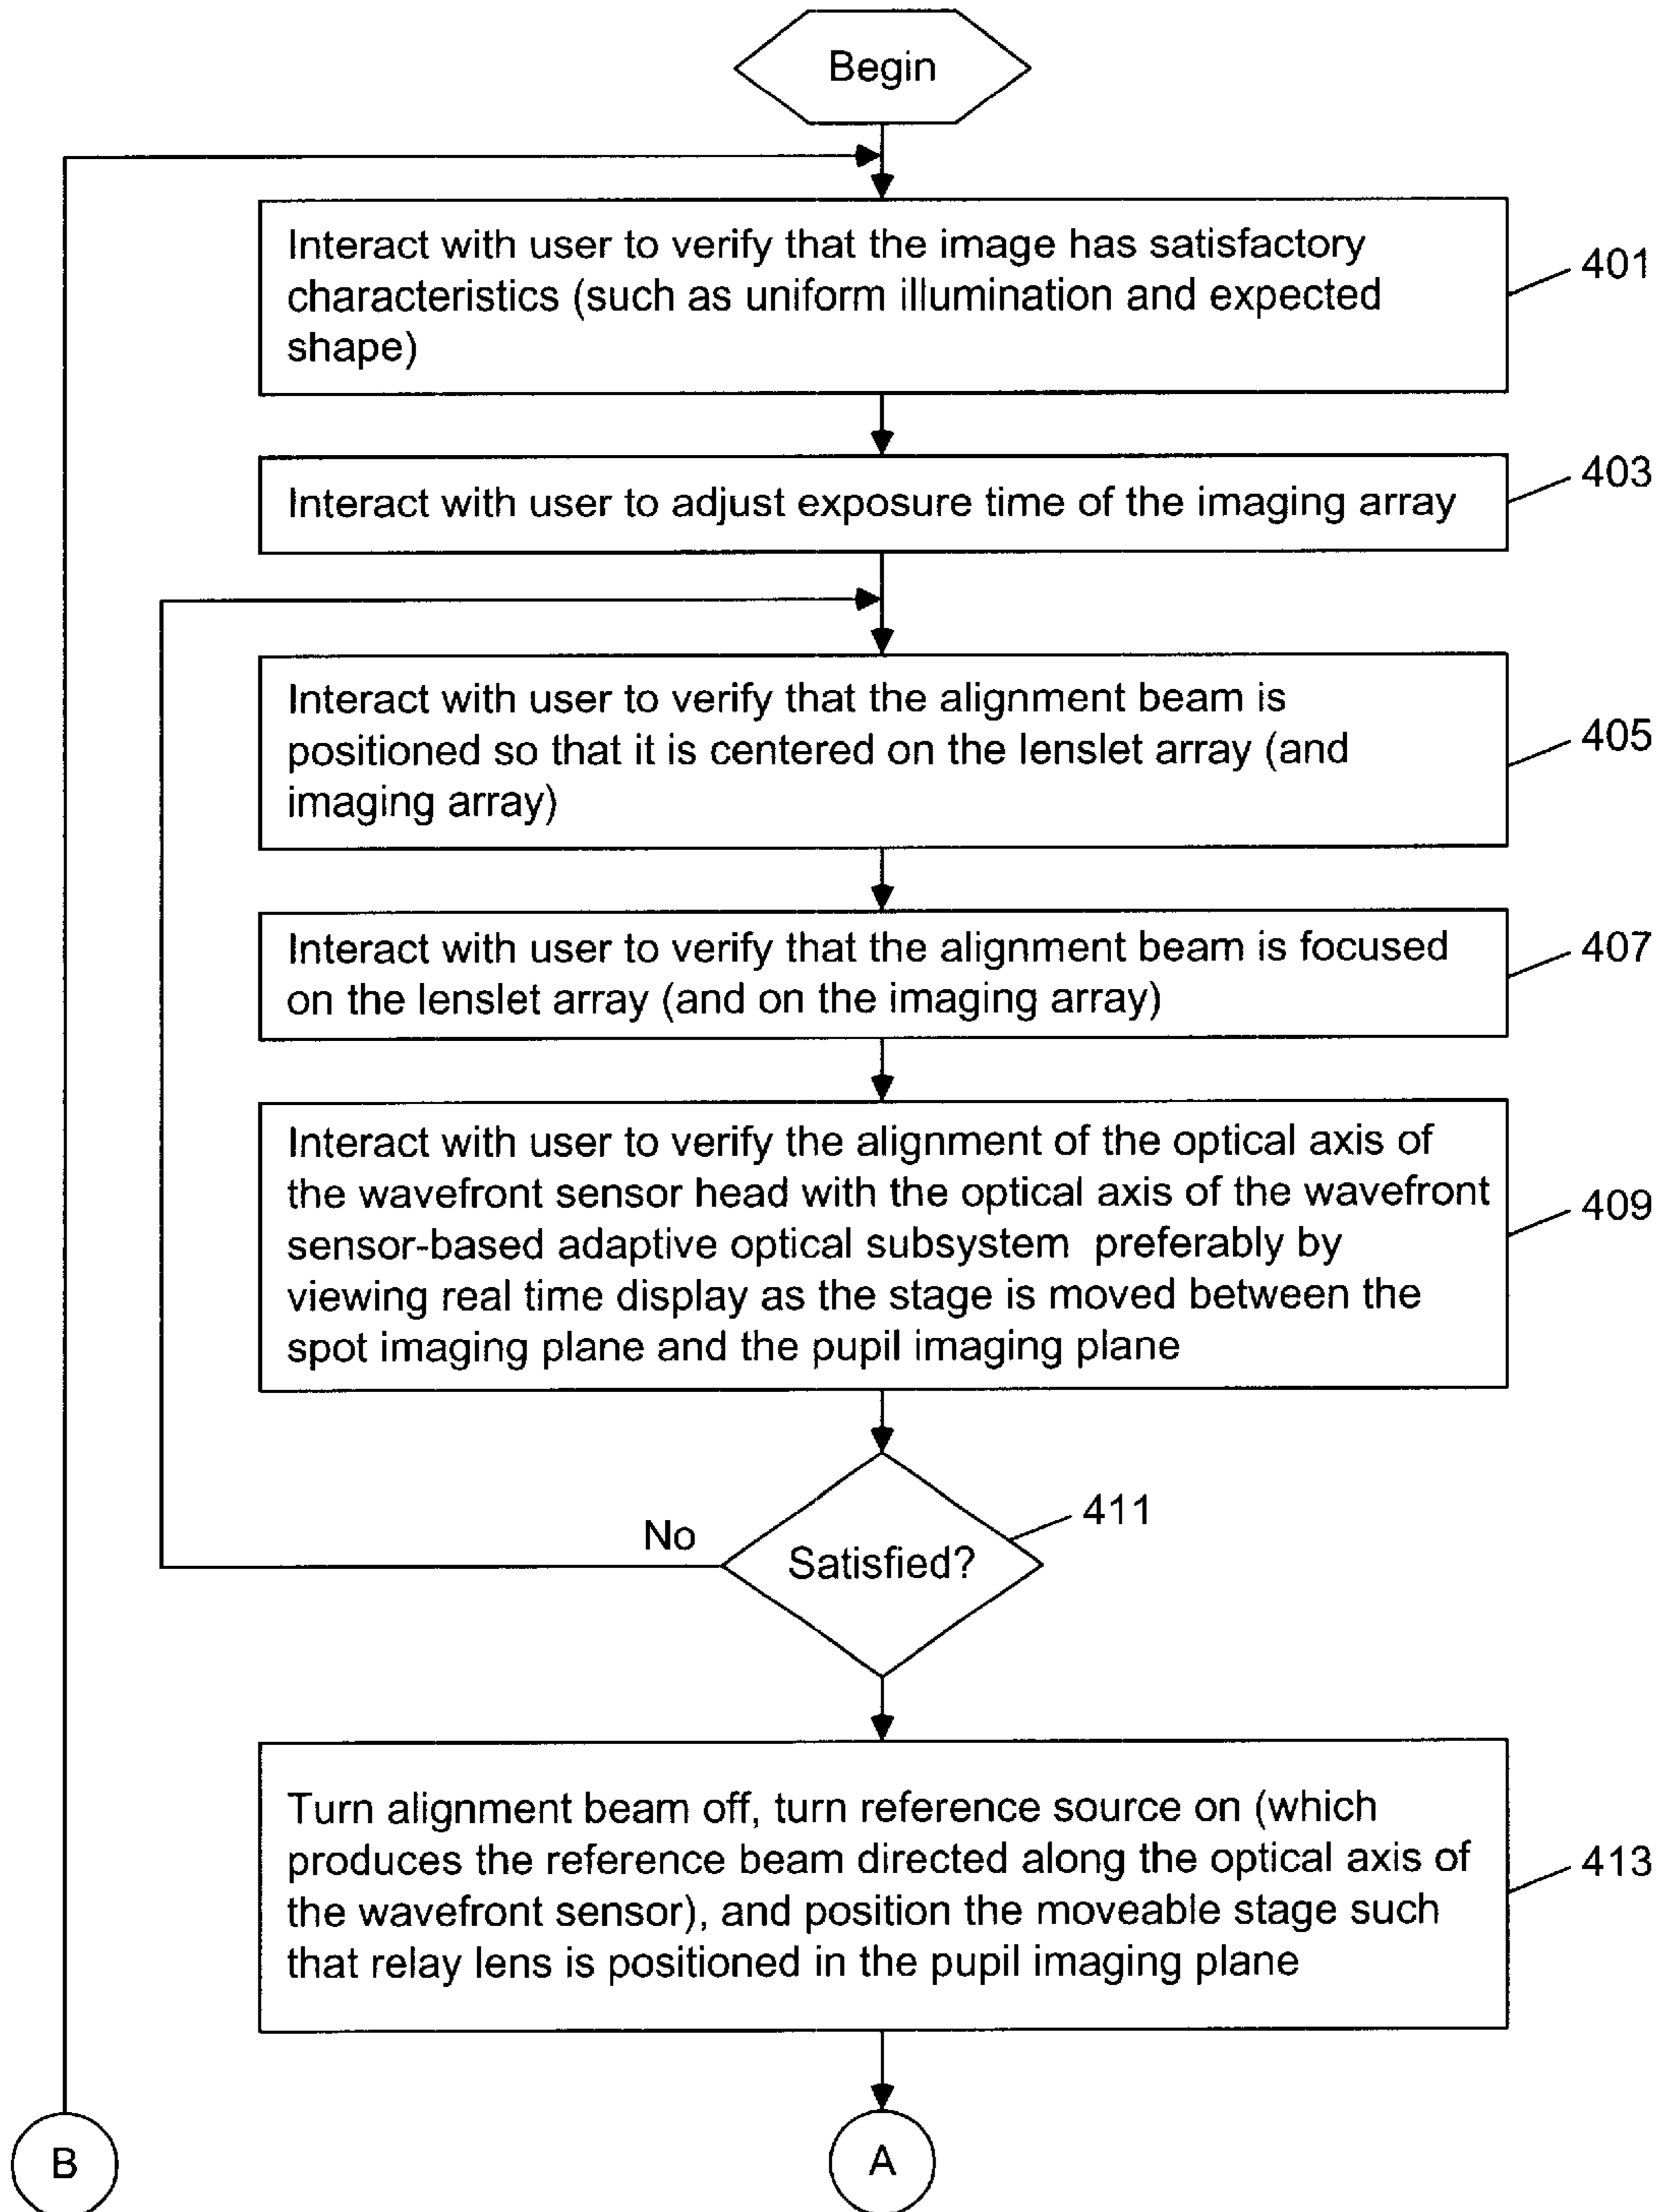 Begin
Interact with user to verify that the image has satisfactory
characteristics (such as uniform illumination and expected
shape)
401
Interact with user to adjust exposure time of the imaging array
403
Interact with user to verify that the alignment beam is
positioned so that it is centered on the lenslet array (and
imaging array)
405
Interact with user to verify that the alignment beam is focused
on the lenslet array (and on the imaging array)
407
Interact with user to verify the alignment of the optical axis of
the wavefront sensor head with the optical axis of the wavefront
sensor-based adaptive optical subsystem preferably by
viewing real time display as the stage is moved between the
spot imaging plane and the pupil imaging plane
409
411
No
Satisfied?
Turn alignment beam off, turn reference source on (which
produces the reference beam directed along the optical axis of
the wavefront sensor), and position the moveable stage such
that relay lens is positioned in the pupil imaging plane
413
B
A